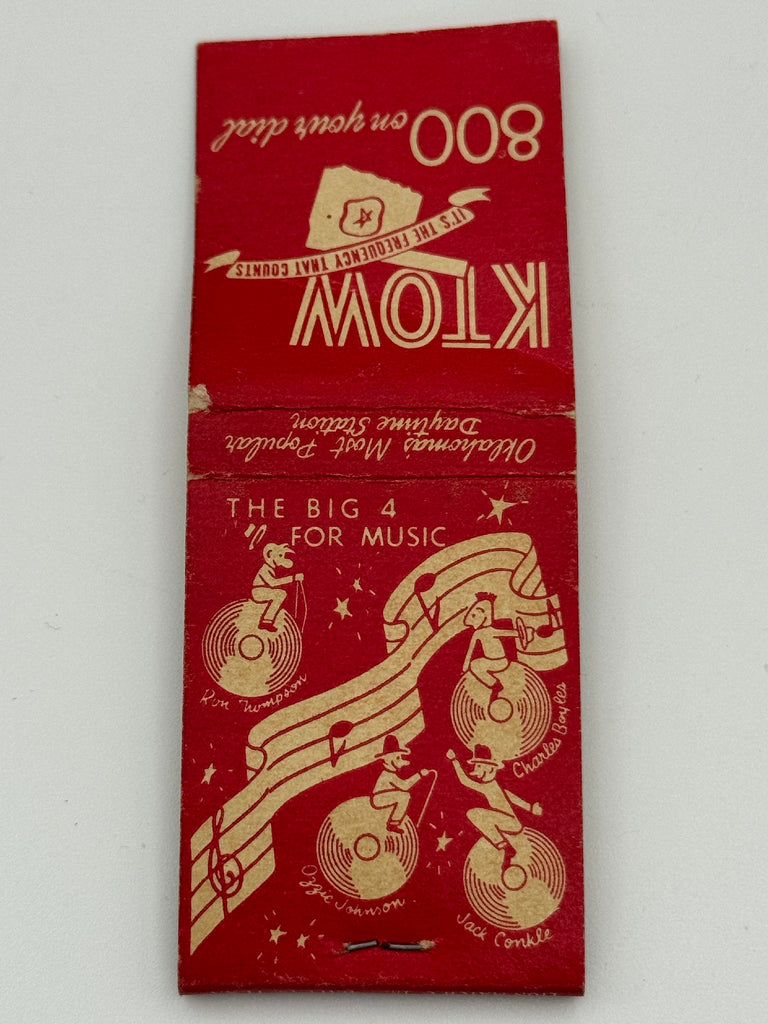 800 on your dial
IT'S THE FREQUENCY THAT COUNTS
KTOW
Oklahoma's Most Popular
Daytime Station
THE BIG 4
FOR MUSIC
Ron Thompson
Charles Boyles
Ozzie Johnson
Jack Conkle